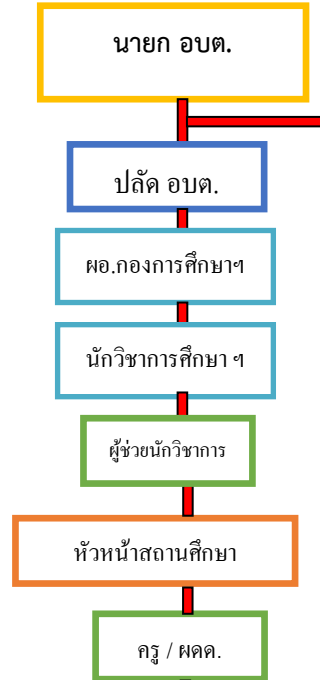 นายก อบต.
ปลัด อบต.
ผอ.กองการศึกษาฯ
นักวิชาการศึกษา ฯ
ผู้ช่วยนักวิชาการ
หัวหน้าสถานศึกษา
ครู / ผดด.